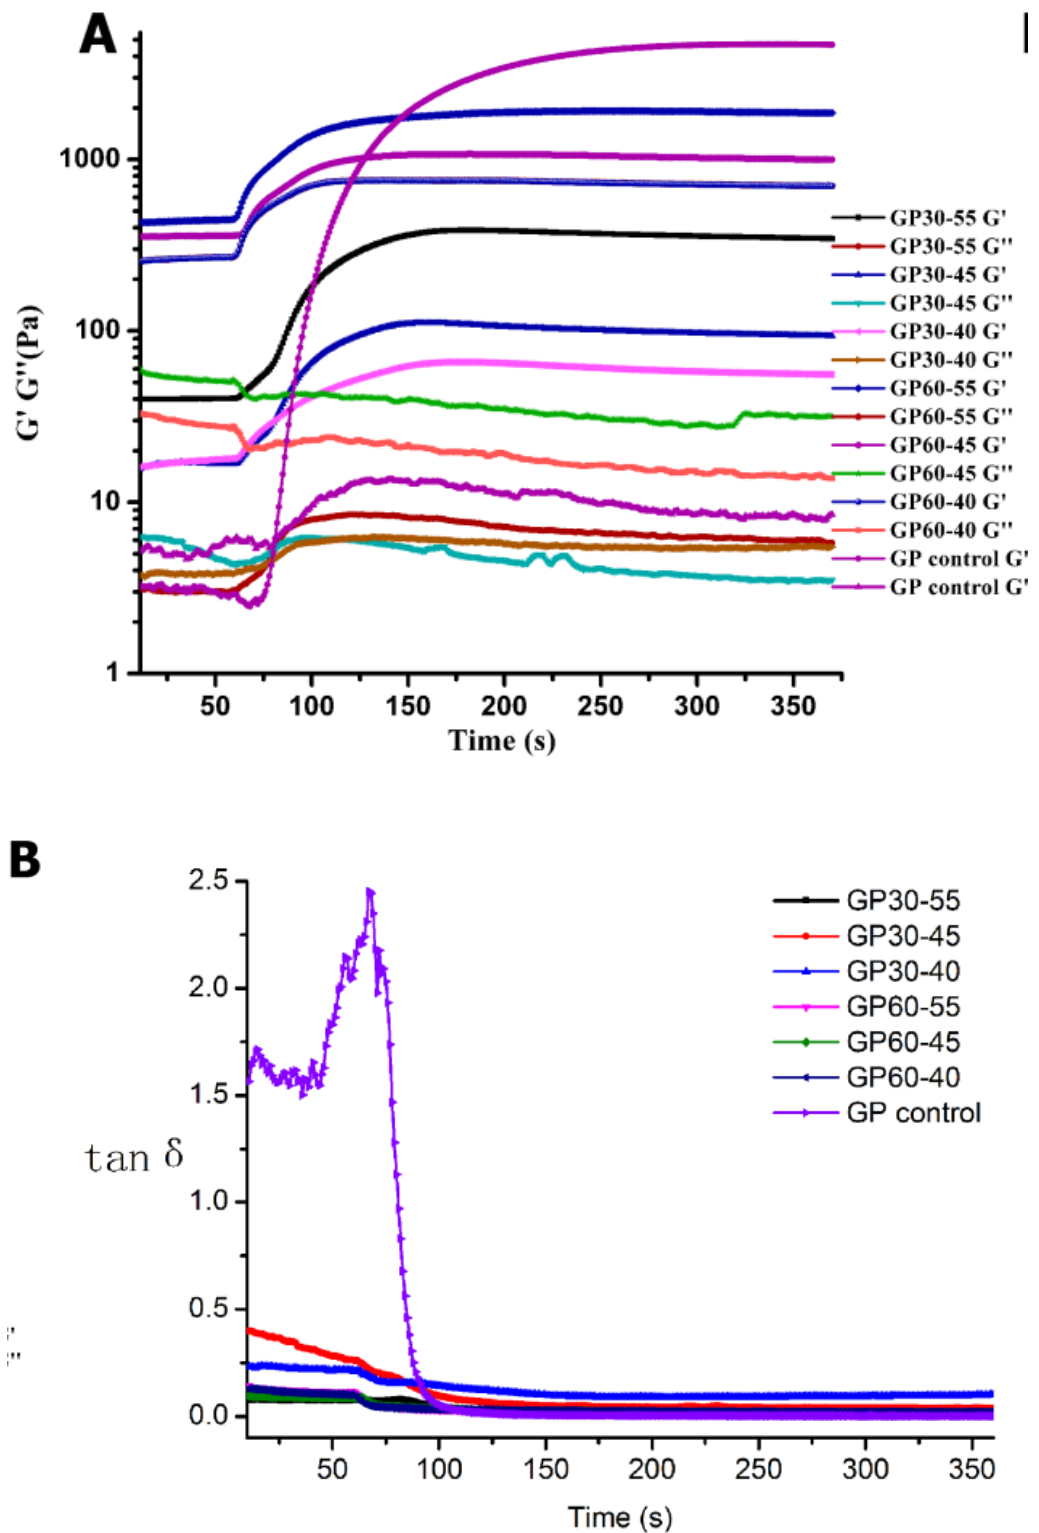 A
1000
100
10
1
G' G''(Pa)
50 100 150 200 250 300 350
Time (s)
GP30-55 G'
GP30-55 G''
GP30-45 G'
GP30-45 G''
GP30-40 G'
GP30-40 G''
GP60-55 G'
GP60-55 G''
GP60-45 G'
GP60-45 G''
GP60-40 G'
GP60-40 G''
GP control G'
GP control G'
B
2.5
2.0
1.5
1.0
0.5
0.0
tan δ
50 100 150 200 250 300 350
Time (s)
GP30-55
GP30-45
GP30-40
GP60-55
GP60-45
GP60-40
GP control